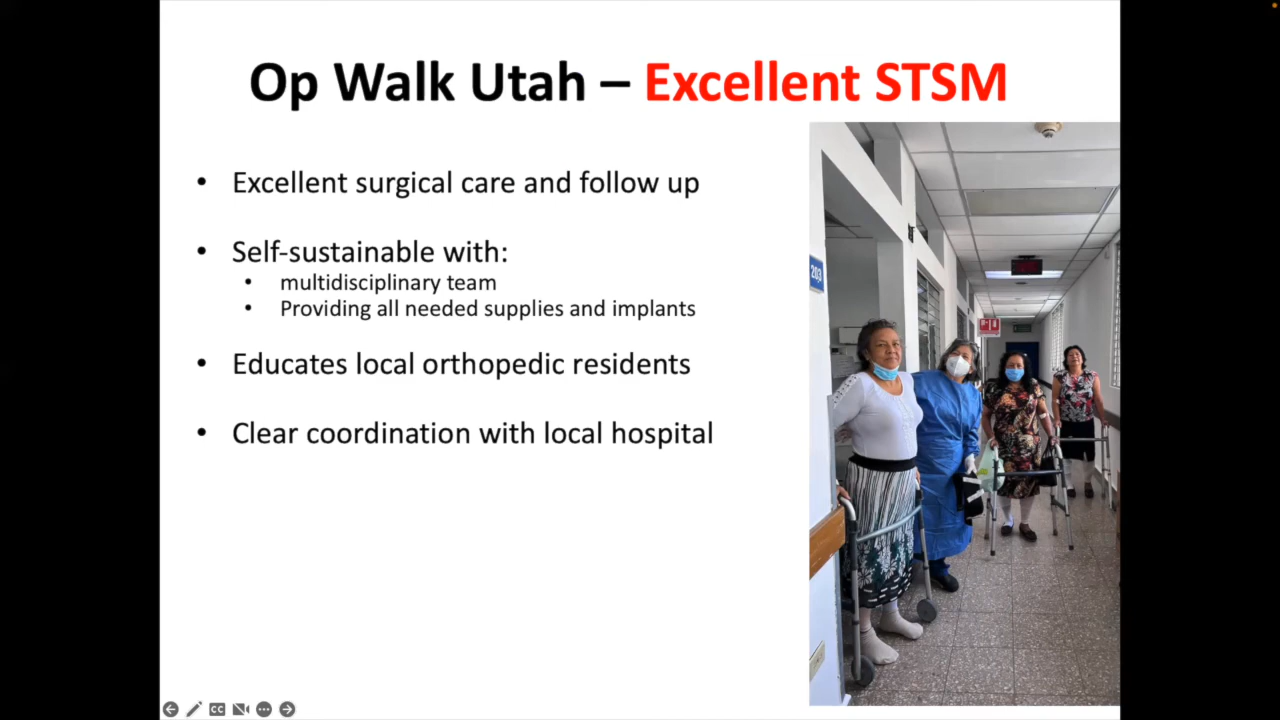 Op Walk Utah – Excellent STSM
• Excellent surgical care and follow up
• Self-sustainable with:
• multidisciplinary team
• Providing all needed supplies and implants
• Educates local orthopedic residents
• Clear coordination with local hospital
203
CC